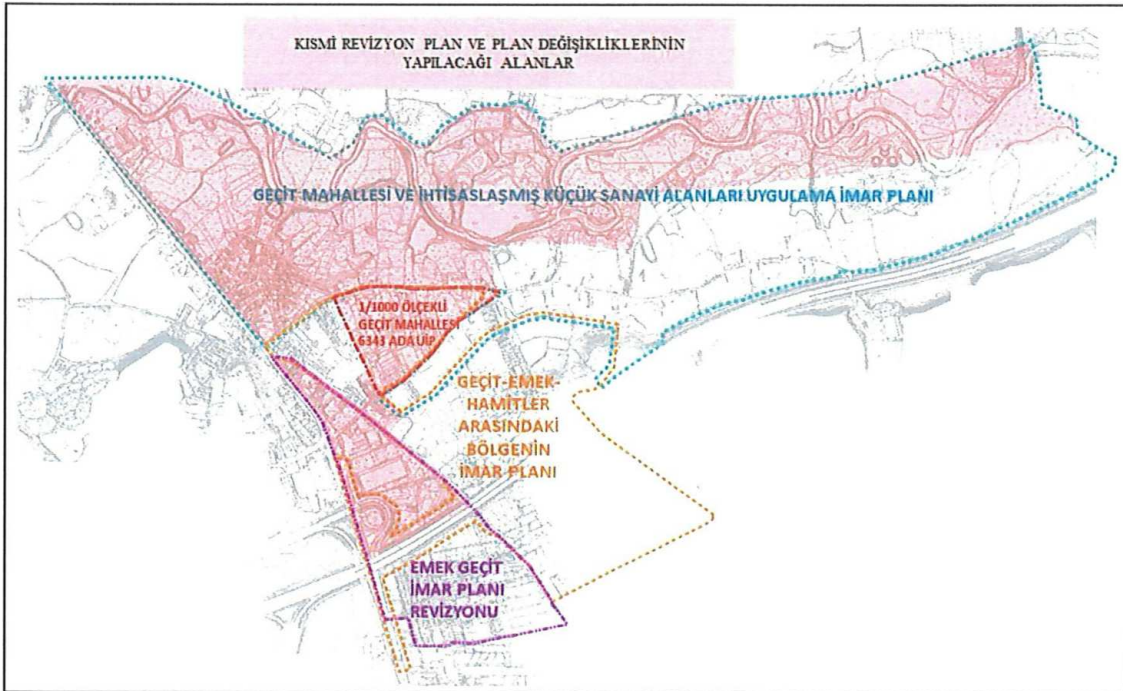 KISMİ REVİZYON PLAN VE PLAN DEĞİŞİKLİKLERİNİN
YAPILACAĞI ALANLAR
GEÇİT MAHALLESİ VE İHTİSASLAŞMIŞ KÜÇÜK SANAYİ ALANLARI UYGULAMA İMAR PLANI
1/1000 ÖLÇEKLİ
GEÇİT MAHALLESİ
6343 ADA UİP
GEÇİT-EMEK-
HAMİTLER
ARASINDAKİ
BÖLGENİN
İMAR PLANI
EMEK GEÇİT
İMAR PLANI
REVİZYONU